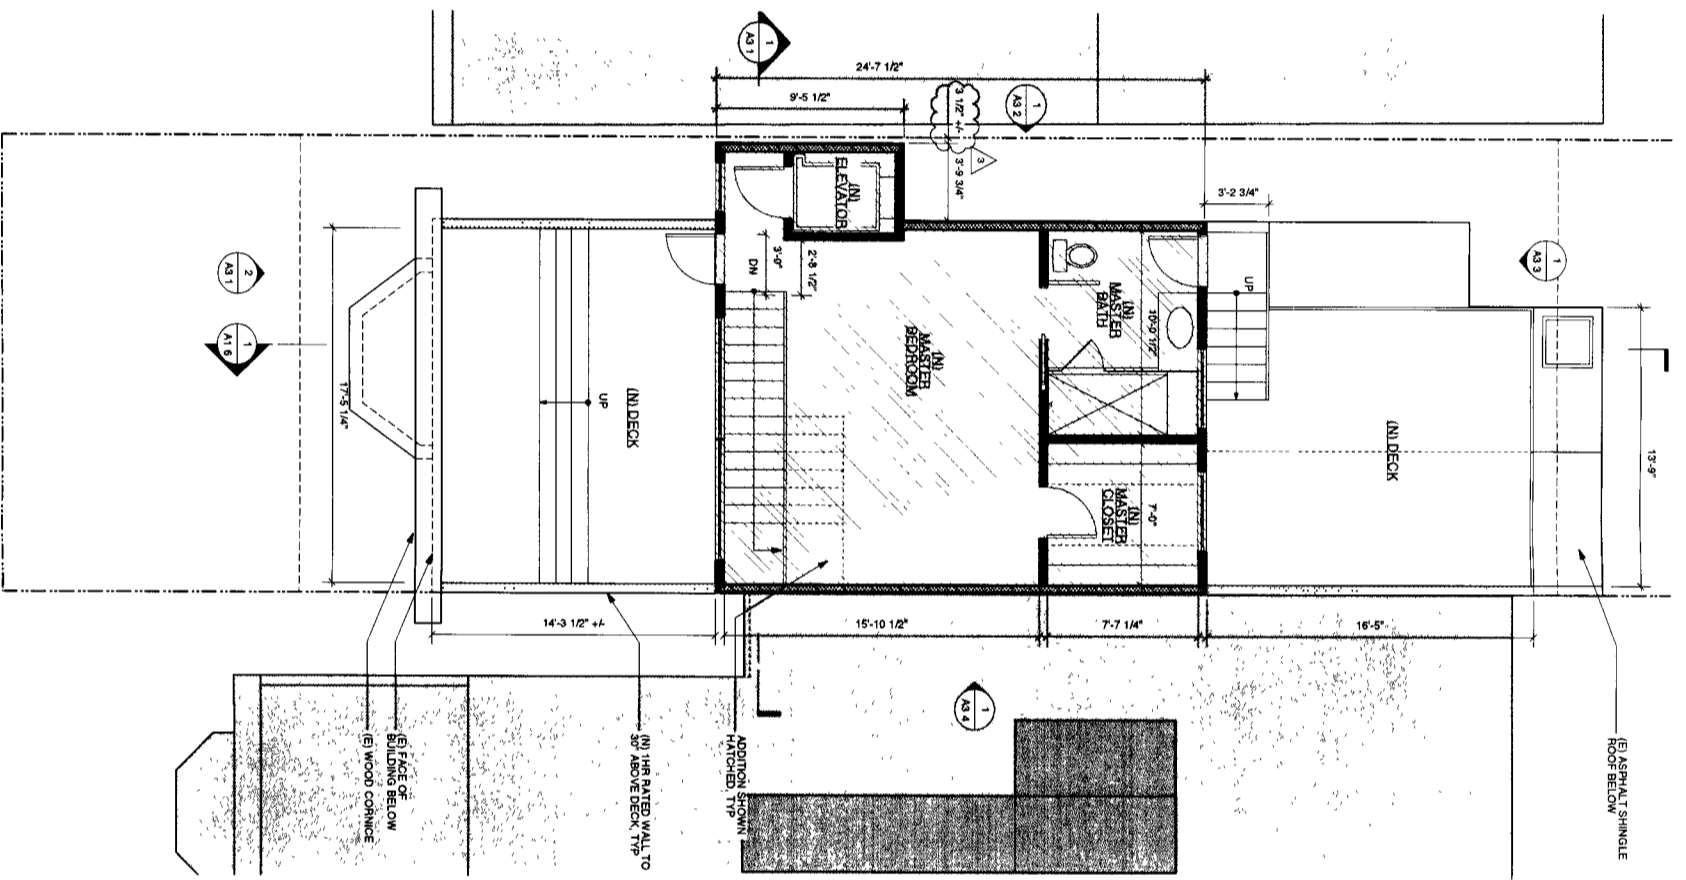 1
A3 1
24'-7 1/2"
9'-5 1/2"
3 1/2" +/-
1
A3 2
3
3'-9 3/4"
3'-2 3/4"
1
A3 3
(N)
ELEVATOR
3'-0"
2'-8 1/2"
DN
UP
(N)
MASTER
BATH
10'-0 1/2"
2
A3 1
1
A1 6
17'-5 1/4"
UP
(N) DECK
(N)
MASTER
BEDROOM
(N) DECK
13'-9"
(N)
MASTER
CLOSET
7'-0"
14'-3 1/2" +/-
15'-10 1/2"
7'-7 1/4"
16'-5"
1
A3 4
(E) WOOD CORNICE
(E) FACE OF
BUILDING BELOW
(N) 1HR RATED WALL TO
30" ABOVE DECK, TYP
ADDITION SHOWN
HATCHED, TYP
(E) ASPHALT SHINGLE
ROOF BELOW